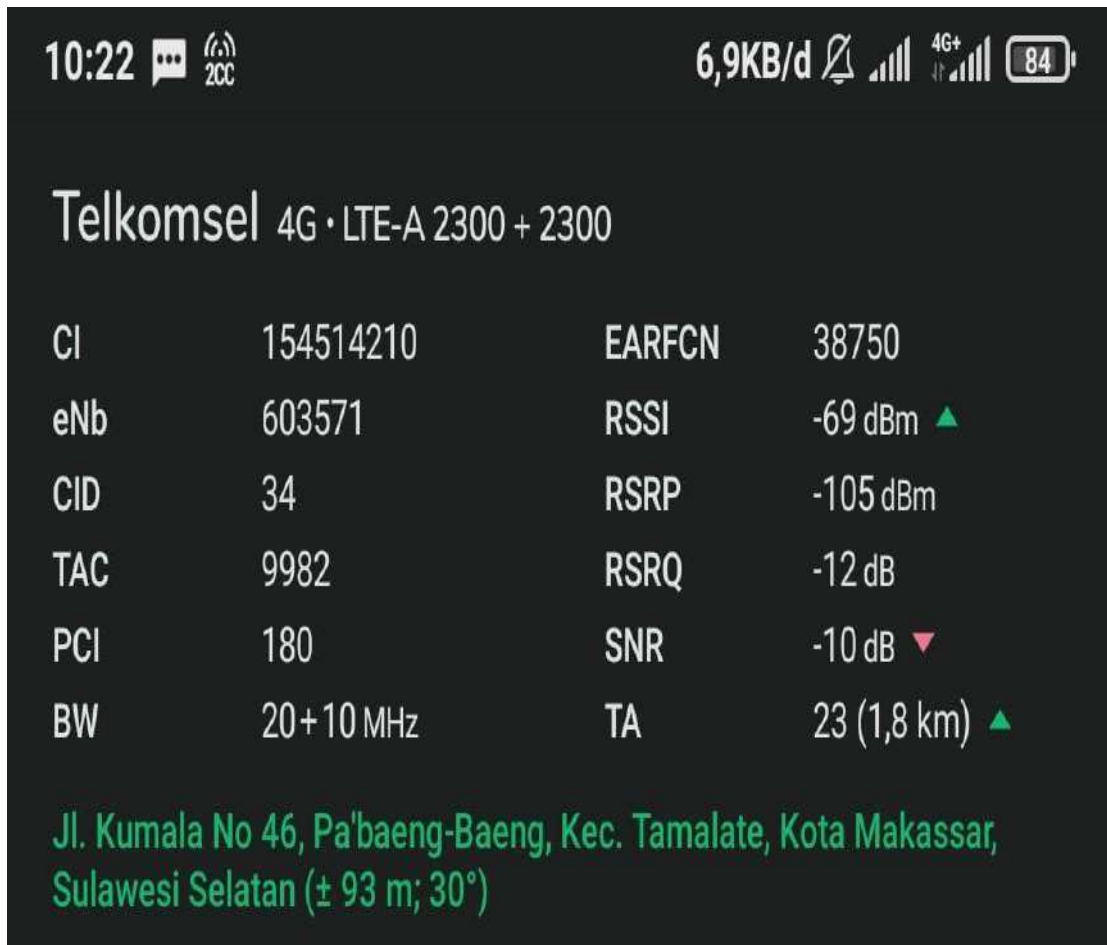 10:22 2CC 6,9KB/d 4G+ 84
Telkomsel 4G • LTE-A 2300 + 2300
CI 154514210 EARFCN 38750
eNb 603571 RSSI -69 dBm
CID 34 RSRP -105 dBm
TAC 9982 RSRQ -12 dB
PCI 180 SNR -10 dB
BW 20+10 MHz TA 23 (1,8 km)
Jl. Kumala No 46, Pa'baeng-Baeng, Kec. Tamalate, Kota Makassar,
Sulawesi Selatan (± 93 m; 30°)